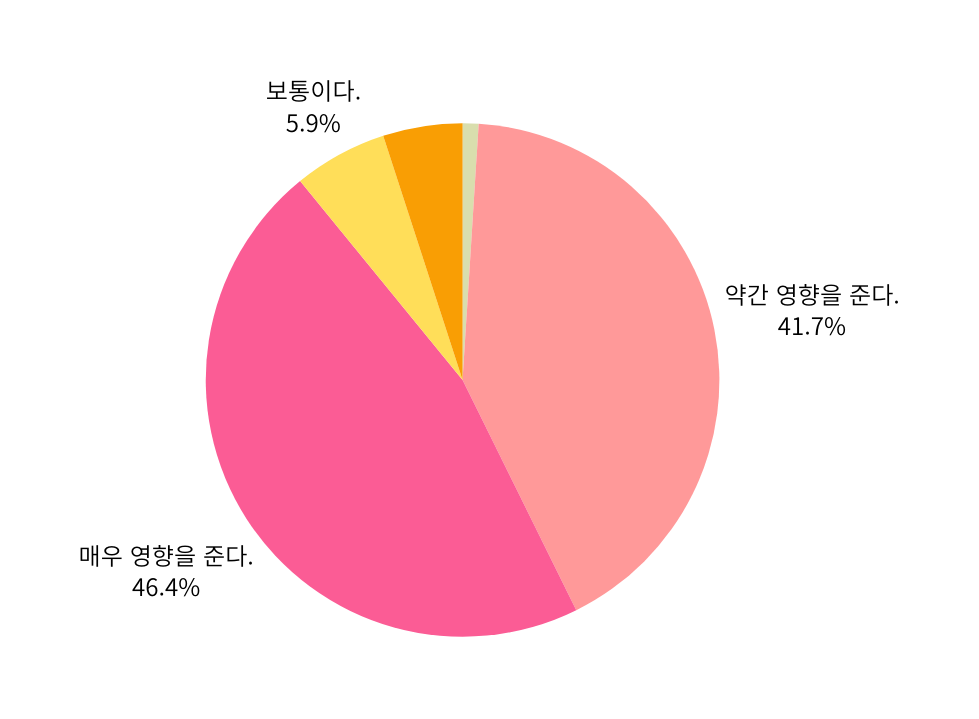 보통이다.
5.9%
약간 영향을 준다.
41.7%
매우 영향을 준다.
46.4%